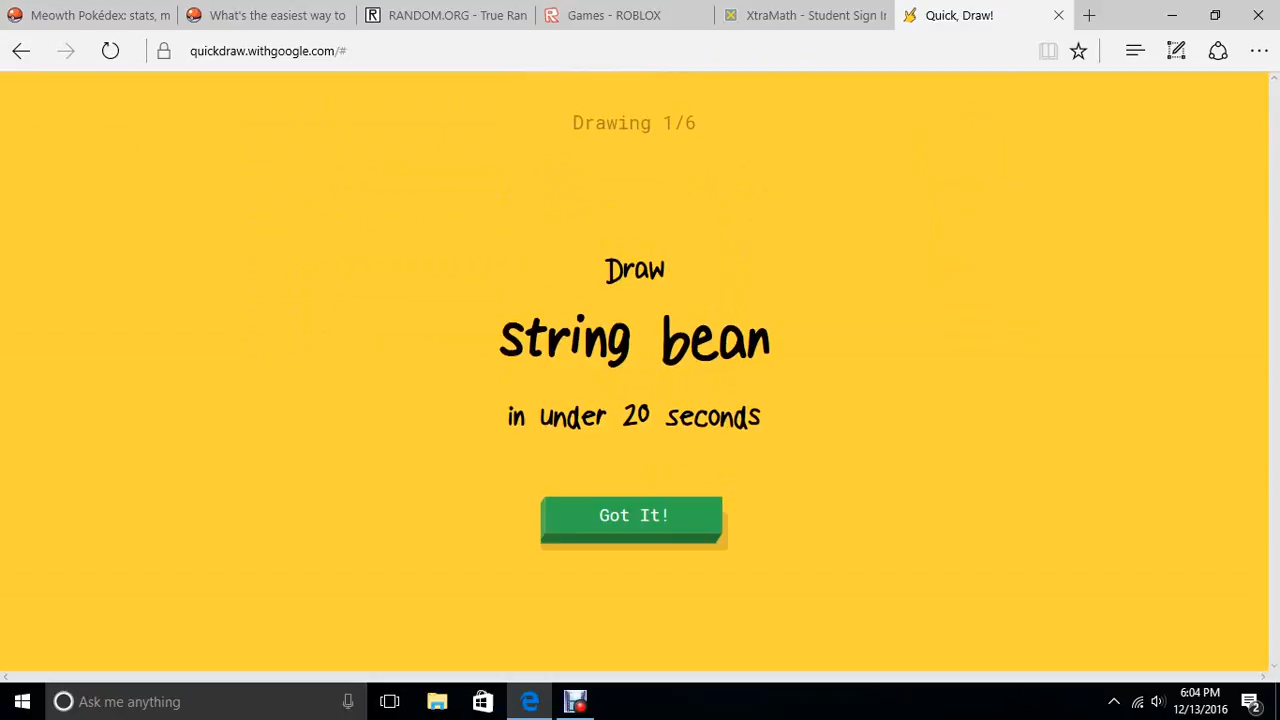 Meowth Pokédex: stats, m
What's the easiest way to
RANDOM.ORG - True Ran
Games - ROBLOX
XtraMath - Student Sign In
Quick, Draw!
quickdraw.withgoogle.com/#
Drawing 1/6
Draw
string bean
in under 20 seconds
Got It!
Ask me anything
6:04 PM
12/13/2016
2